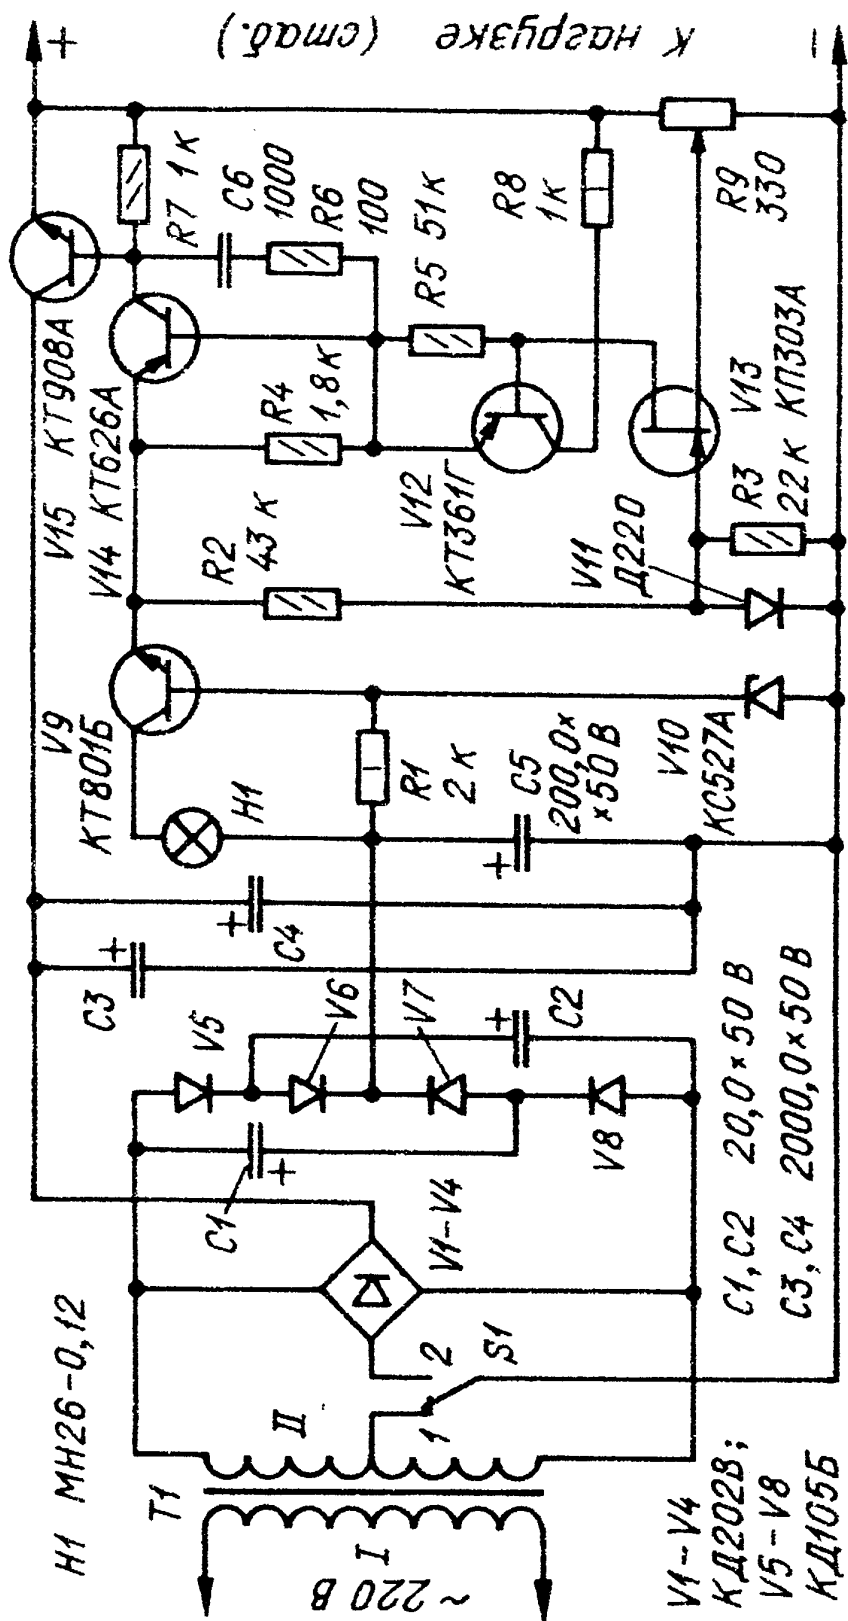 H1 МН26-0,12
T1
I
~220 В
II
1
2
S1
V1-V4
КД202В;
V5-V8
КД105Б
V1-V4
C1
+
V5
V6
V7
V8
C2
+
C1, C2 20,0×50 В
C3, C4 2000,0×50 В
C3
+
C4
+
H1
V9
КТ801Б
R1
2 к
C5
200,0×
×50 В
+
V10
КС527А
R2
43 к
V11
Д220
V15 КТ908А
V14 КТ626А
R4
1,8 к
V12
КТ361Г
R3
22 к
V13
КП303А
R7 1 к
C6
1000
R6
100
R5 51 к
R8
1 к
R9
330
+
К нагрузке (стаб.)
−